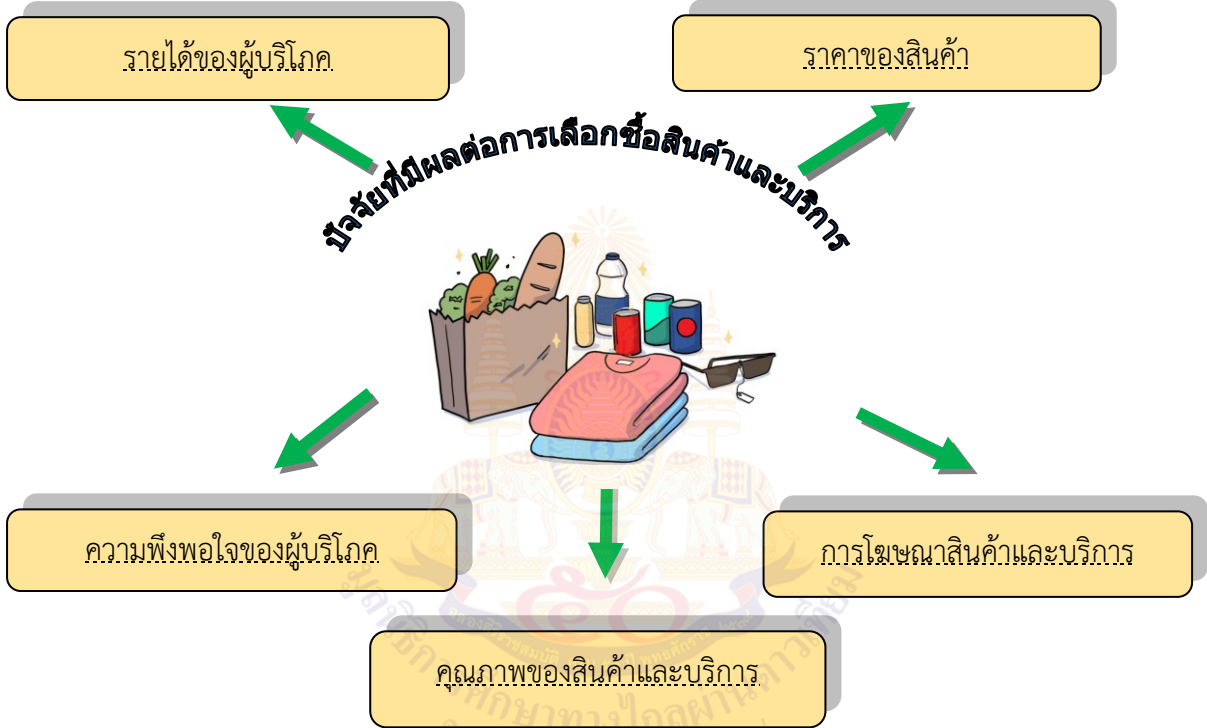 รายได้ของผู้บริโภค
ราคาของสินค้า
ปัจจัยที่มีผลต่อการเลือกซื้อสินค้าและบริการ
ความพึงพอใจของผู้บริโภค
การโฆษณาสินค้าและบริการ
คุณภาพของสินค้าและบริการ
๕๐